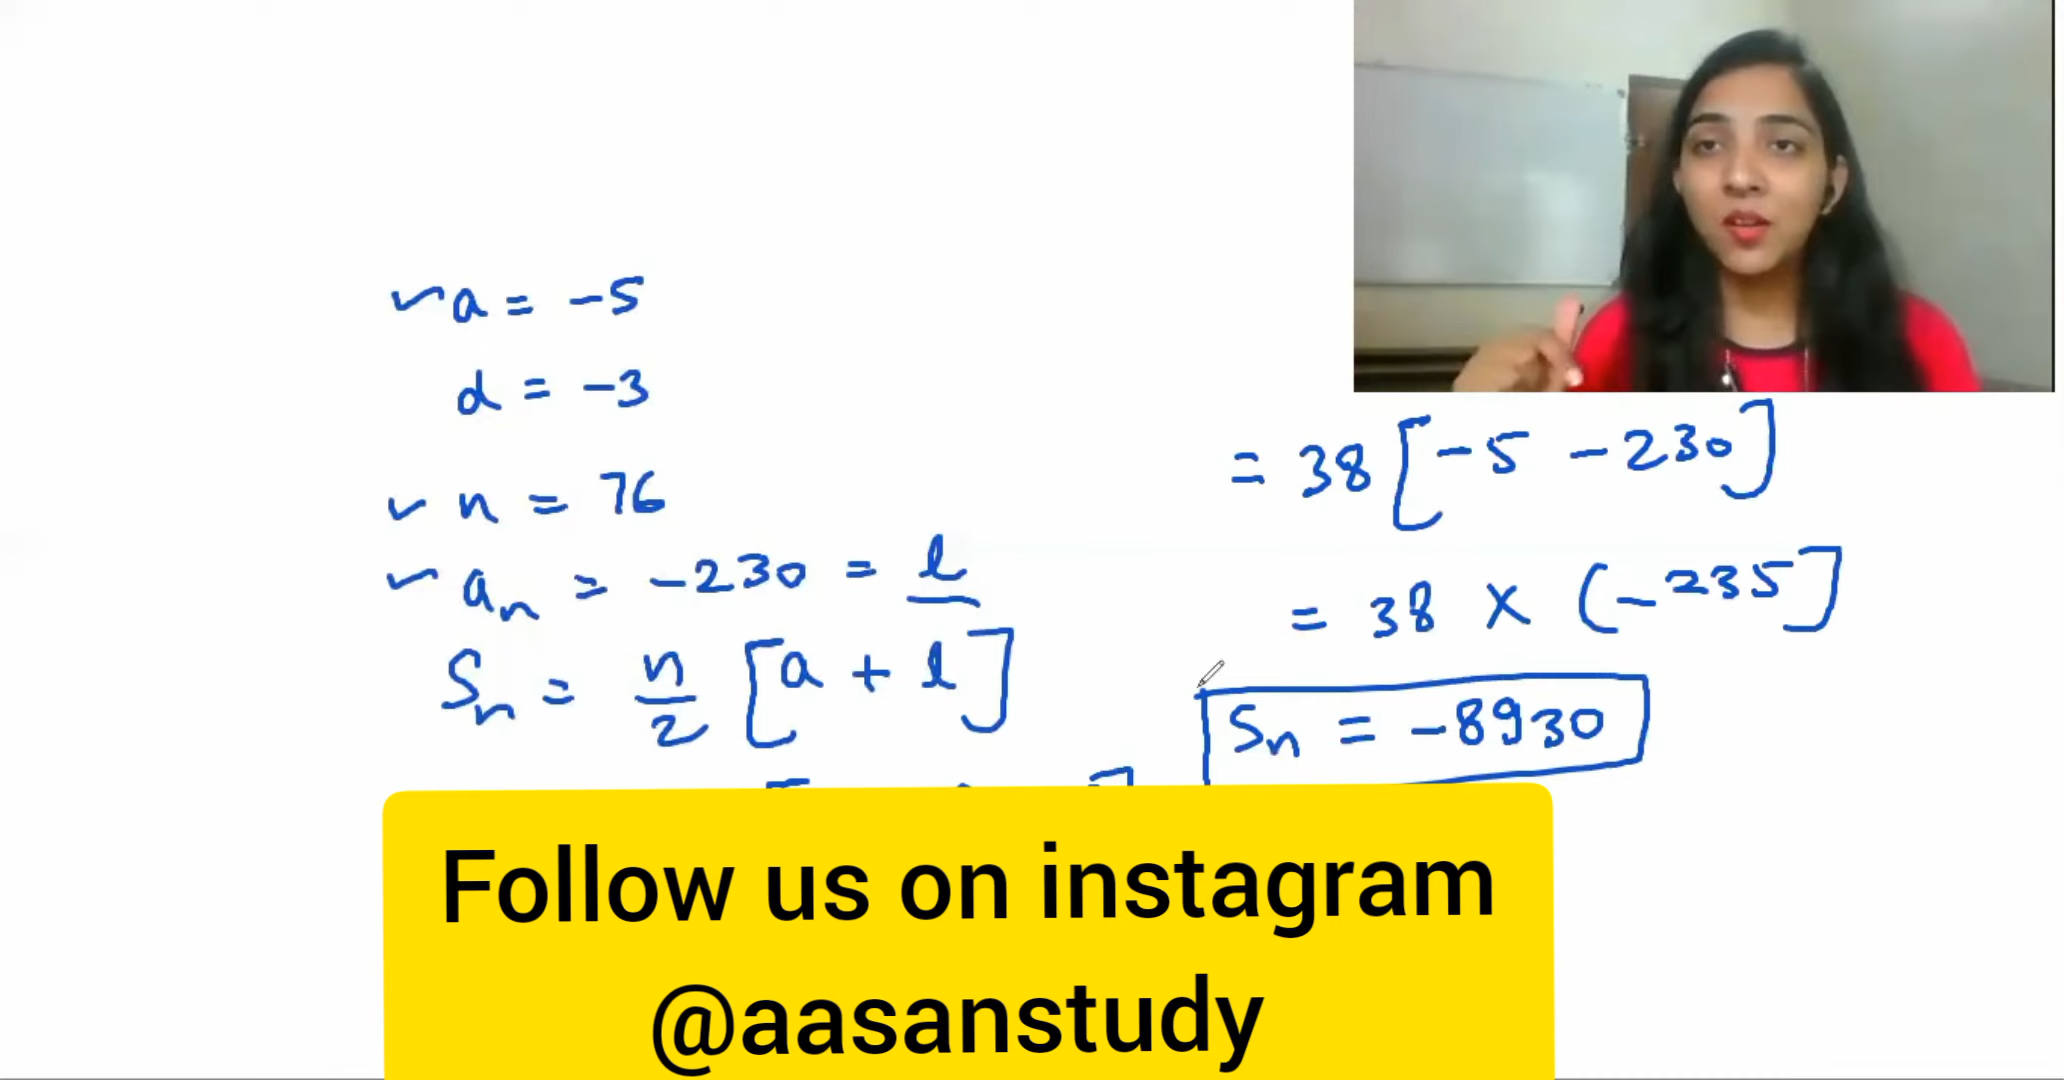 a = -5
d = -3
n = 76
aₙ = -230 = l
Sₙ = n/2 [a + l]
= 38 [-5 -230]
= 38 × (-235]
Sₙ = -8930
Follow us on instagram
@aasanstudy